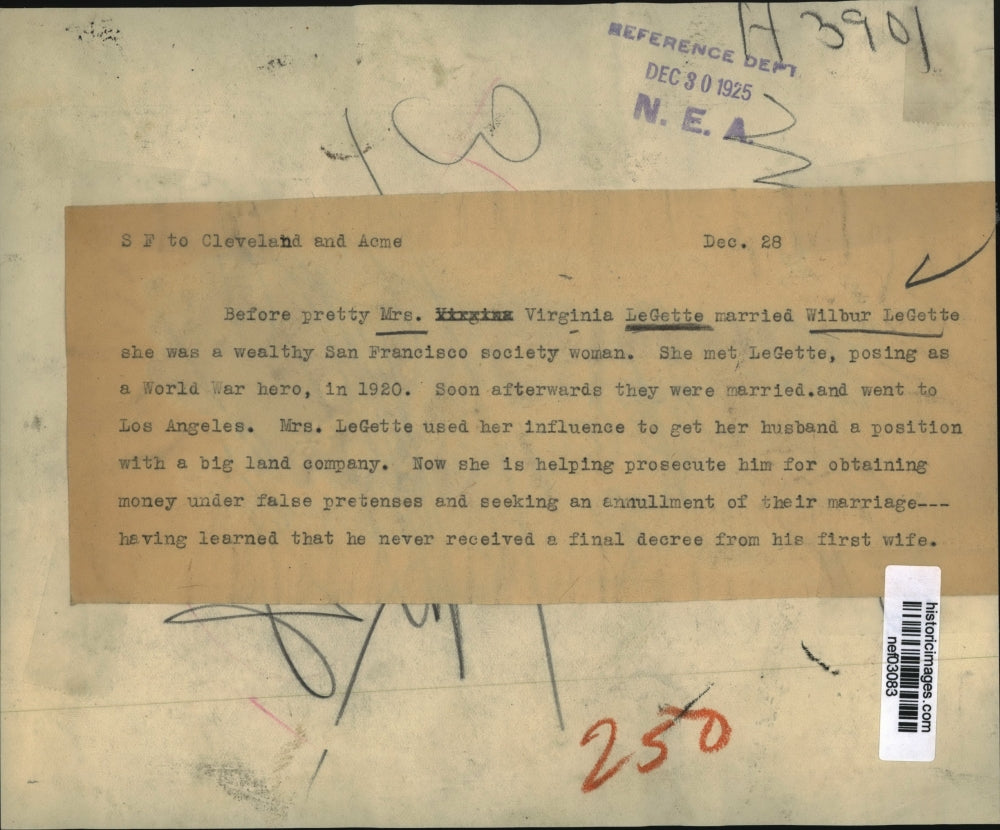 H 3901
REFERENCE DEPT
DEC 30 1925
N. E. A.
S F to Cleveland and Acme Dec. 28
Before pretty Mrs. Virginia LeGette married Wilbur LeGette
she was a wealthy San Francisco society woman. She met LeGette, posing as
a World War hero, in 1920. Soon afterwards they were married.and went to
Los Angeles. Mrs. LeGette used her influence to get her husband a position
with a big land company. Now she is helping prosecute him for obtaining
money under false pretenses and seeking an annullment of their marriage---
having learned that he never received a final decree from his first wife.
historicimages.com
nef03083
250